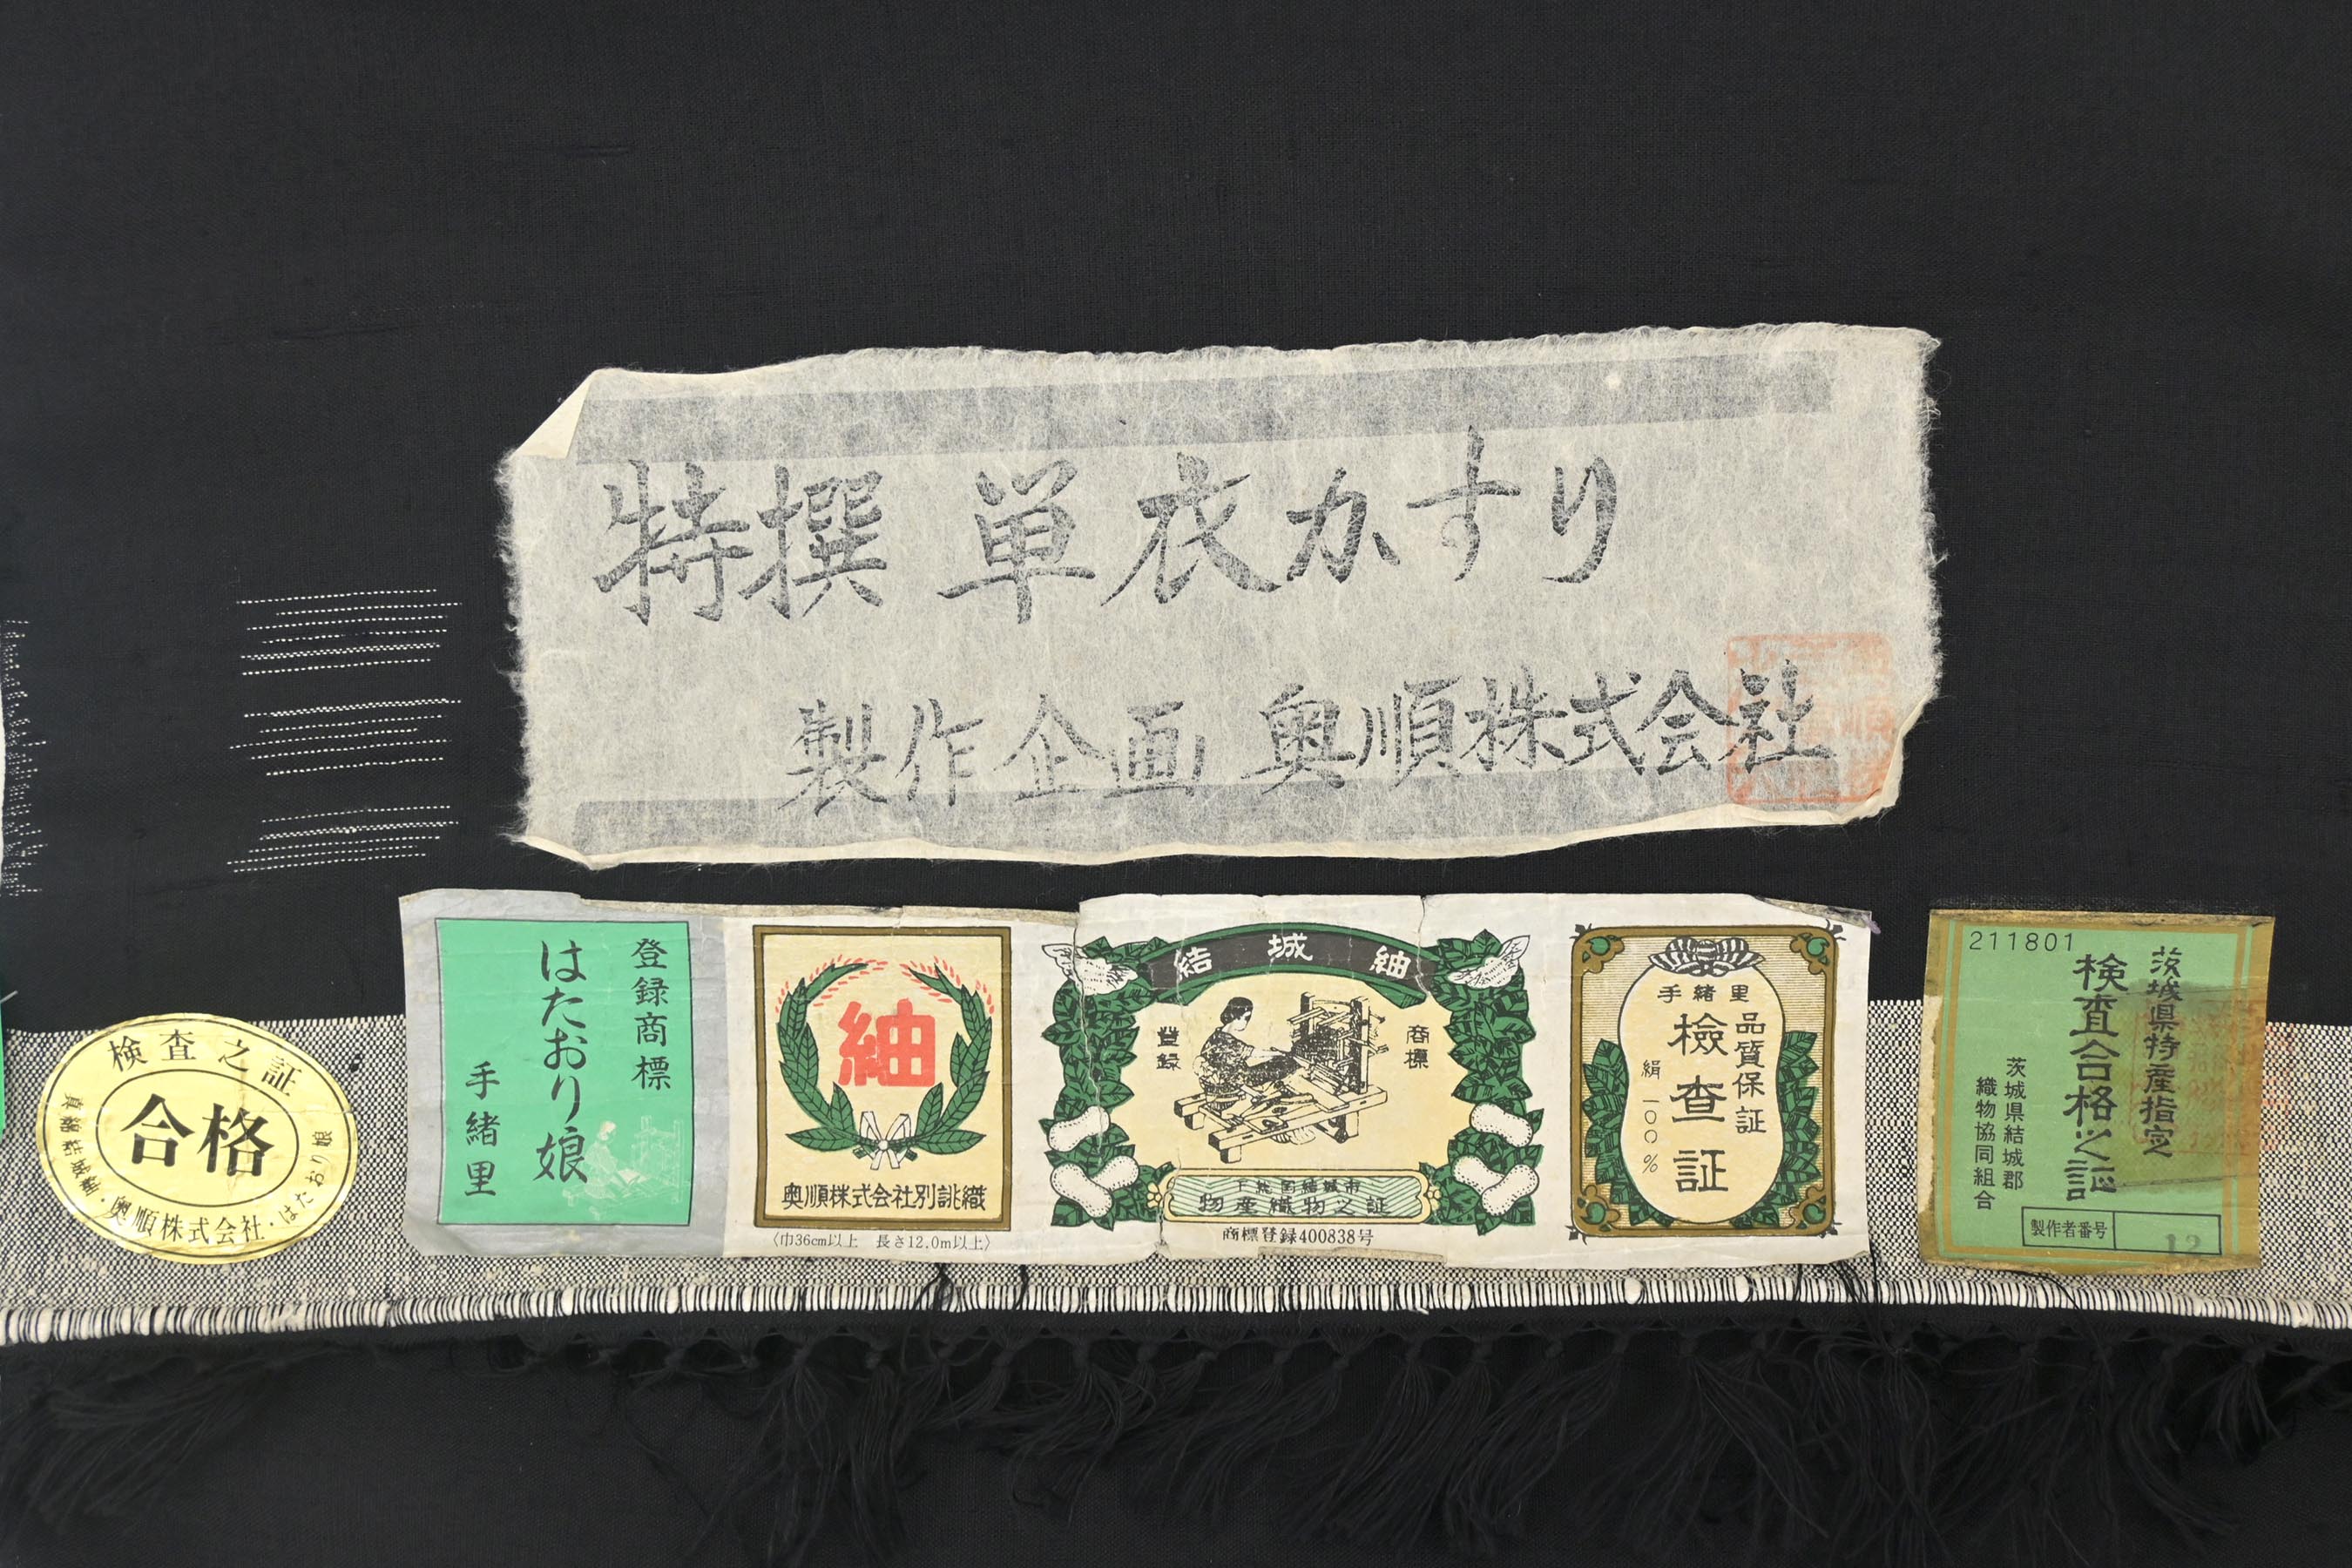 特撰 単衣かすり
製作企画 奥順株式会社
検査之証
合格
奥順株式会社・はたおり娘
登録商標
はたおり娘
手緒里
紬
奥順株式会社別誂織
〈巾36cm以上 長さ12.0m以上〉
結城紬
登録
商標
物産織物之証
商標登録400838号
手緒里
品質保証
檢査証
絹一〇〇%
211801
茨城県特産指定
検査合格之証
茨城県結城郡
織物協同組合
製作者番号
12